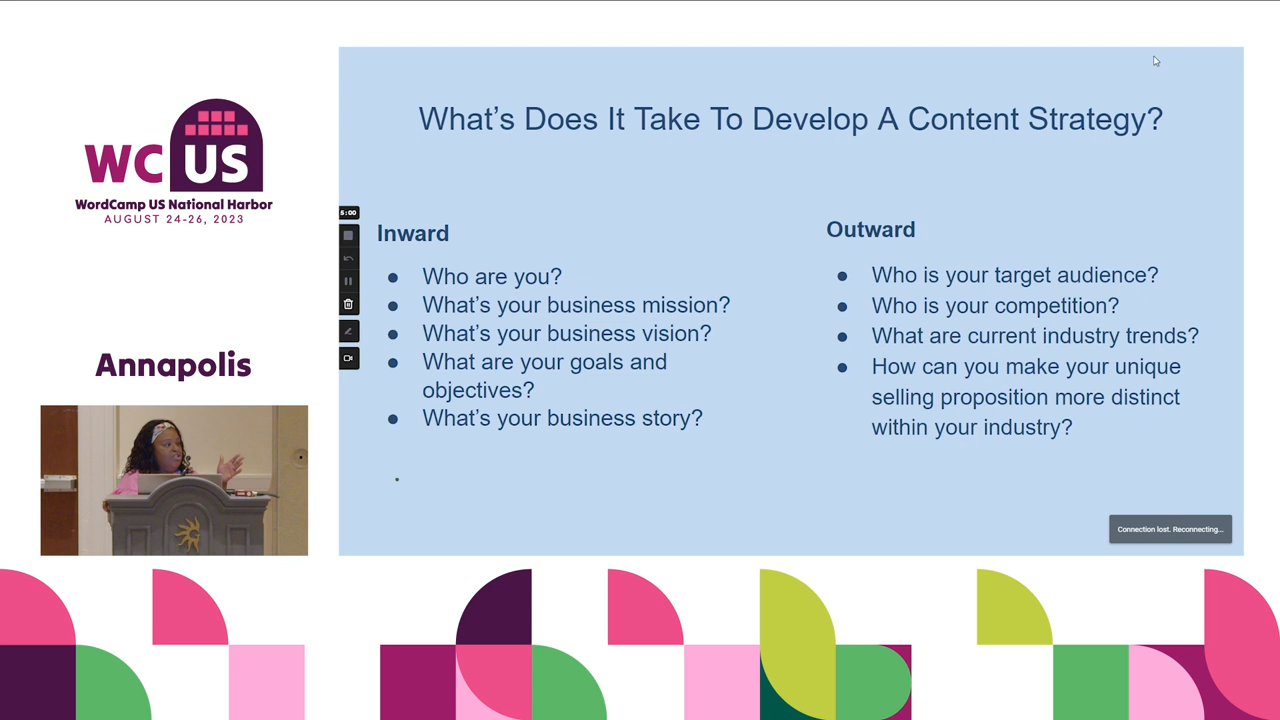 WC US
WordCamp US National Harbor
AUGUST 24-26, 2023
Annapolis
What's Does It Take To Develop A Content Strategy?
5:00
Inward
● Who are you?
● What's your business mission?
● What's your business vision?
● What are your goals and
objectives?
● What's your business story?
Outward
● Who is your target audience?
● Who is your competition?
● What are current industry trends?
● How can you make your unique
selling proposition more distinct
within your industry?
Connection lost. Reconnecting...